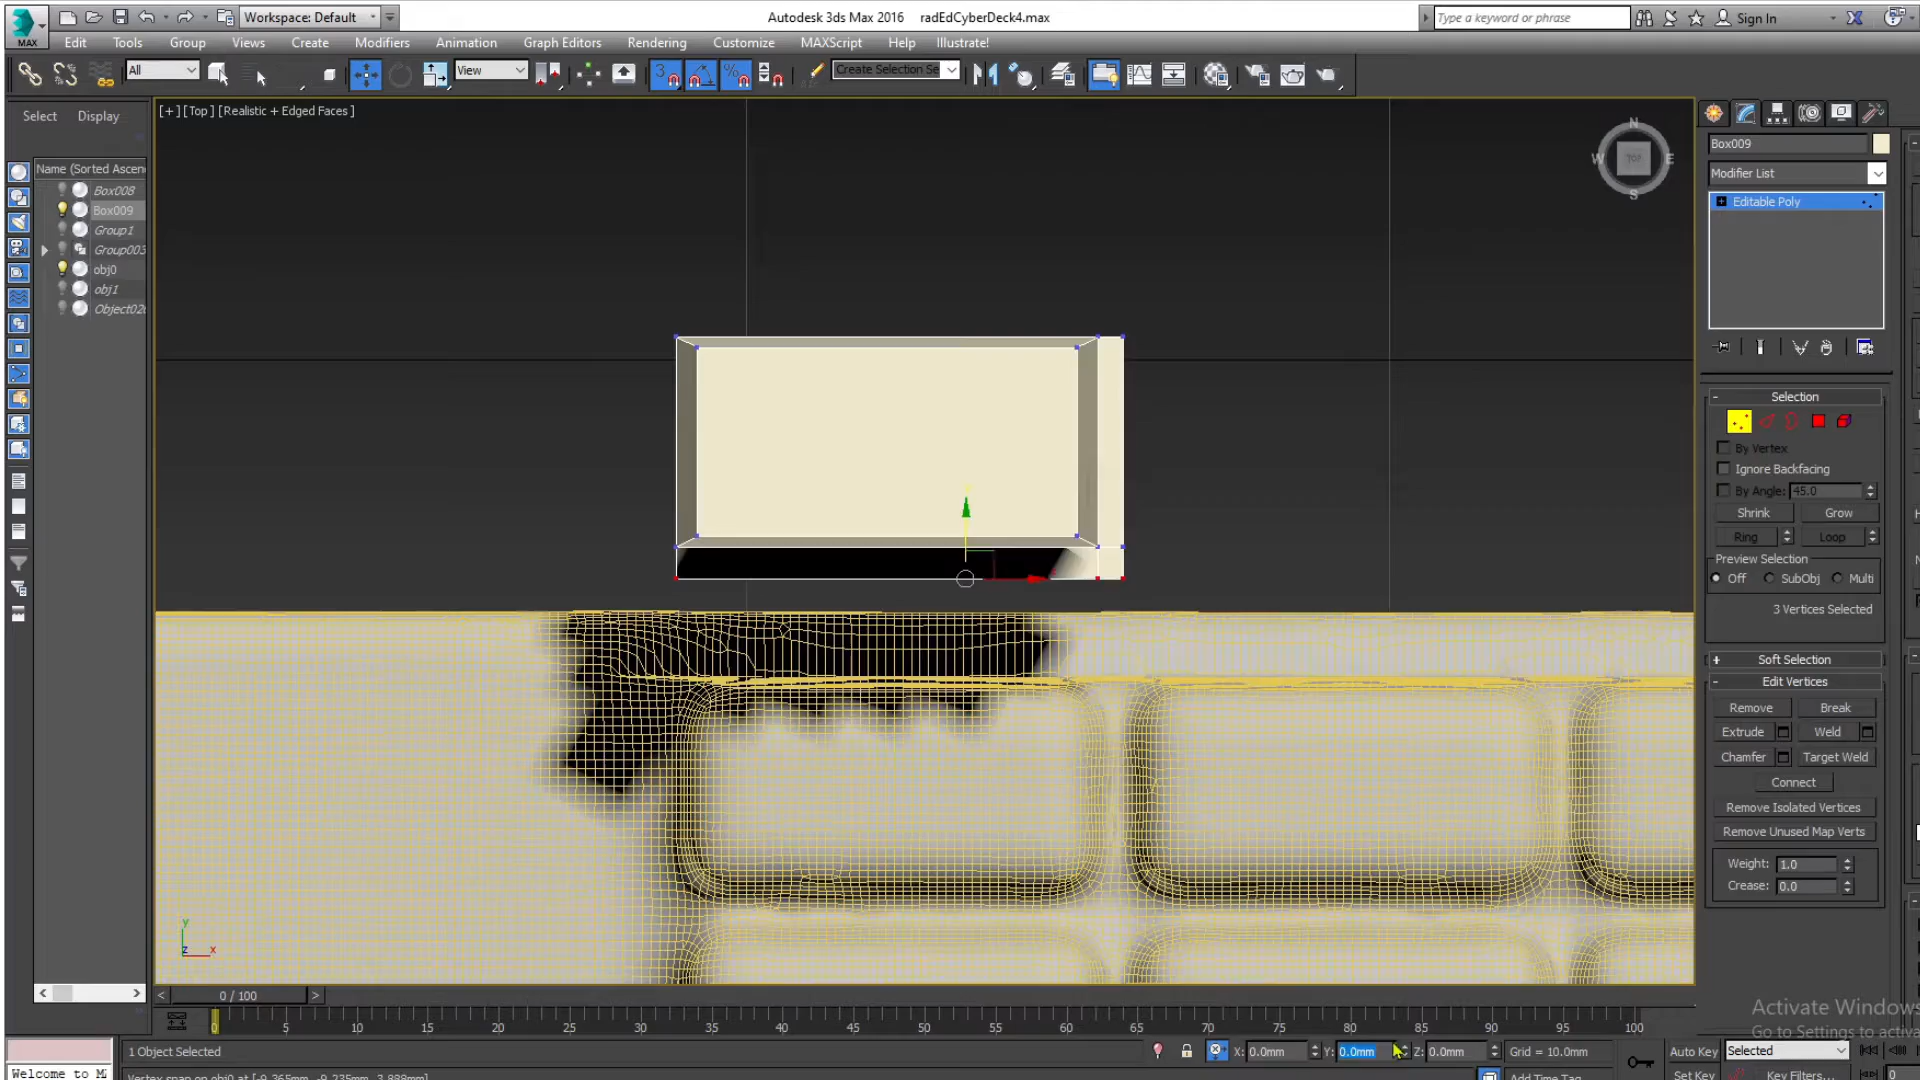 Workspace: Default
Autodesk 3ds Max 2016 radEdCyberDeck4.max
Type a keyword or phrase
Sign In
MAX
Edit Tools Group Views Create Modifiers Animation Graph Editors Rendering Customize MAXScript Help Illustrate!
All
View
3
Create Selection Se
Select Display
[+] [Top] [Realistic + Edged Faces]
Name (Sorted Ascen
Box008
Box009
Group1
Group003
obj0
obj1
Object02
N
W TOP E
S
Box009
Modifier List
Editable Poly
Selection
By Vertex
Ignore Backfacing
By Angle: 45.0
Shrink Grow
Ring Loop
Preview Selection
Off SubObj Multi
3 Vertices Selected
Soft Selection
Edit Vertices
Remove Break
Extrude Weld
Chamfer Target Weld
Connect
Remove Isolated Vertices
Remove Unused Map Verts
Weight: 1.0
Crease: 0.0
y
z x
0 / 100
0 5 10 15 20 25 30 35 40 45 50 55 60 65 70 75 80 85 90 95 100
Activate Windows
Go to Settings to activa
1 Object Selected
X: 0.0mm Y: 0.0mm Z: 0.0mm Grid = 10.0mm
Auto Key Selected
Welcome to M
Vertex snap on obj0 at [-9.365mm, -9.235mm, 3.888mm]
Add Time Tag
Set Key Key Filters...
0